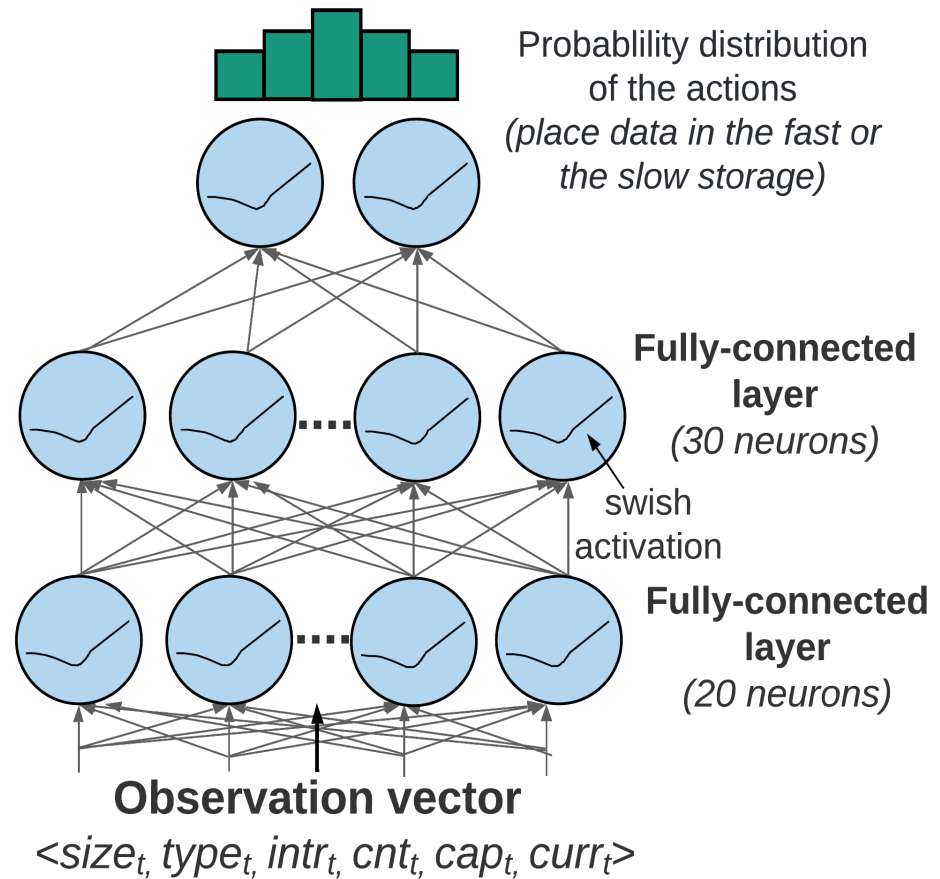 Probablility distribution
of the actions
(place data in the fast or
the slow storage)
Fully-connected
layer
(30 neurons)
swish
activation
Fully-connected
layer
(20 neurons)
Observation vector
<sizeₜ, typeₜ, intrₜ, cntₜ, capₜ, currₜ>